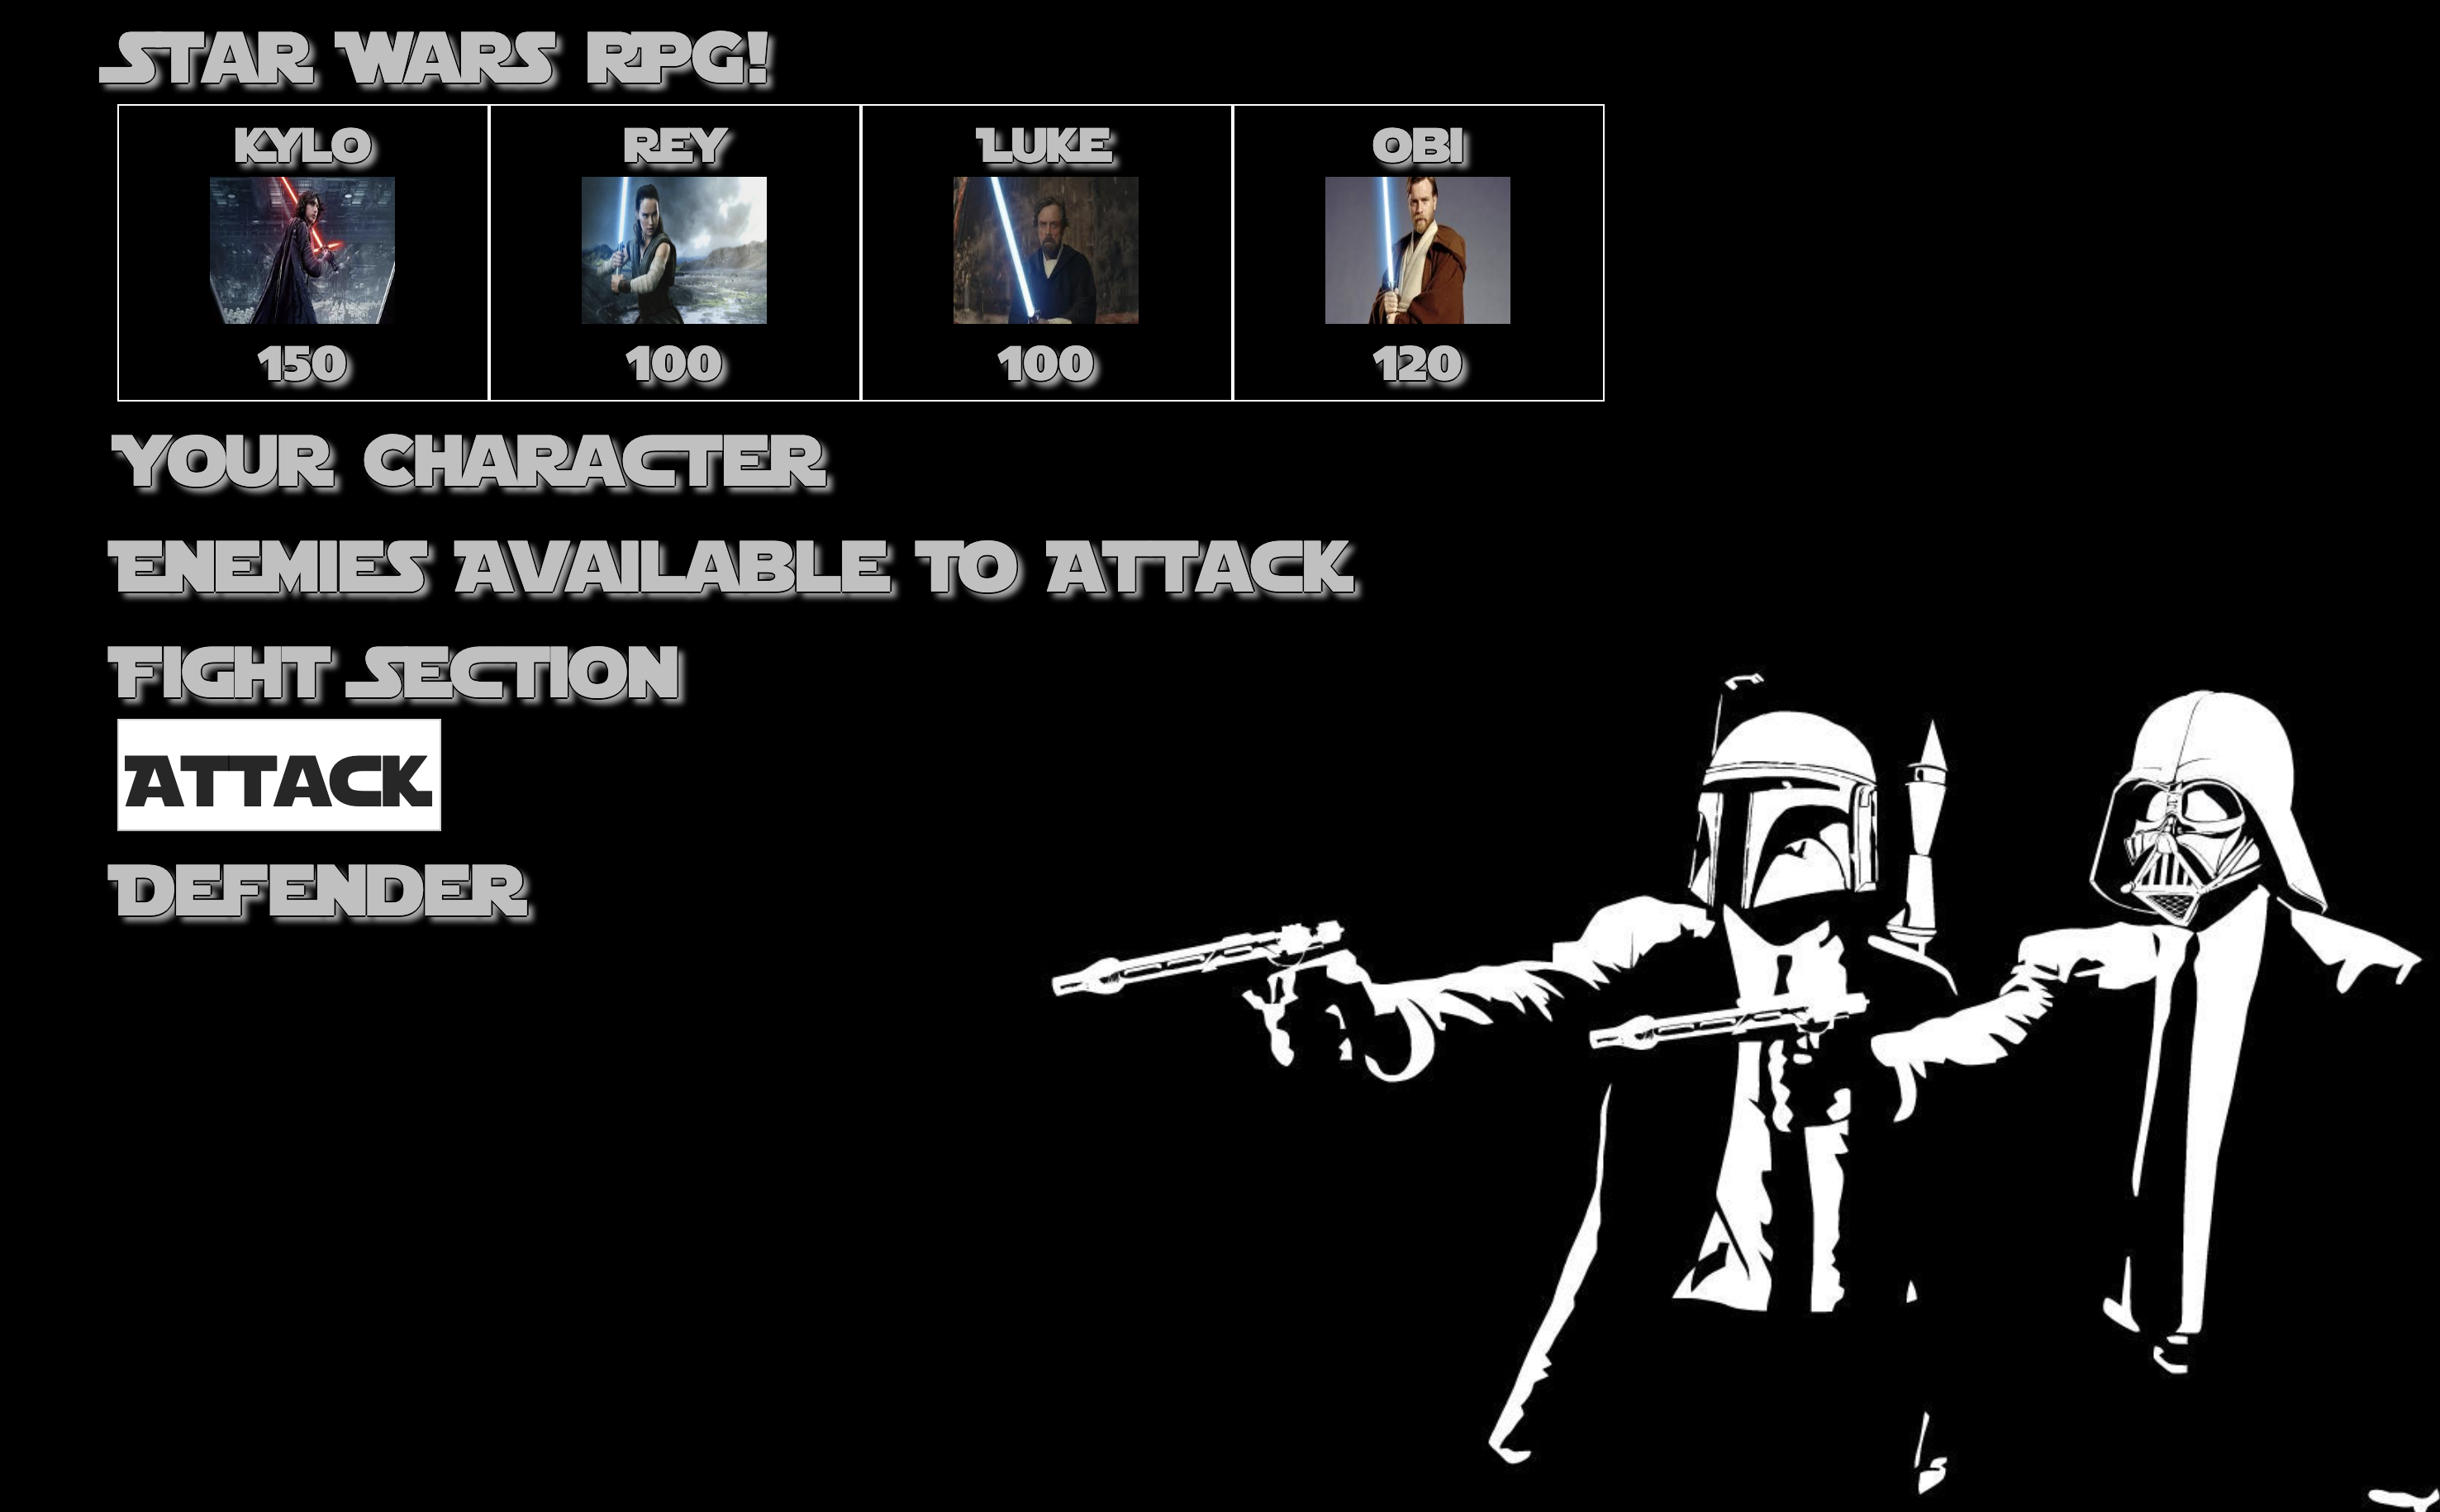 Star Wars RPG!
Kylo Rey Luke Obi
150 100 100 120
Your Character
Enemies Available To Attack
Fight Section
Attack
Defender